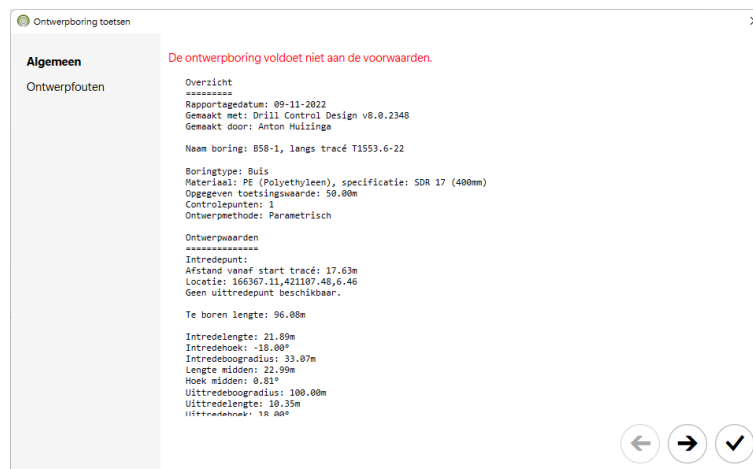 Ontwerpboring toetsen
Algemeen
Ontwerpfouten
De ontwerpboring voldoet niet aan de voorwaarden.
Overzicht
=========
Rapportagedatum: 09-11-2022
Gemaakt met: Drill Control Design v8.0.2348
Gemaakt door: Anton Huizinga
Naam boring: B58-1, langs tracé T1553.6-22
Boringtype: Buis
Materiaal: PE (Polyethyleen), specificatie: SDR 17 (400mm)
Opgegeven toetsingswaarde: 50.00m
Controlepunten: 1
Ontwerpmethode: Parametrisch
Ontwerpwaarden
==============
Intredepunt:
Afstand vanaf start tracé: 17.63m
Locatie: 166367.11,421107.48,6.46
Geen uittredepunt beschikbaar.
Te boren lengte: 96.08m
Intredelengte: 21.89m
Intredehoek: -18.00°
Intredeboogradius: 33.07m
Lengte midden: 22.99m
Hoek midden: 0.81°
Uittredeboogradius: 100.00m
Uittredelengte: 10.35m
Uittredehoek: 18.00°